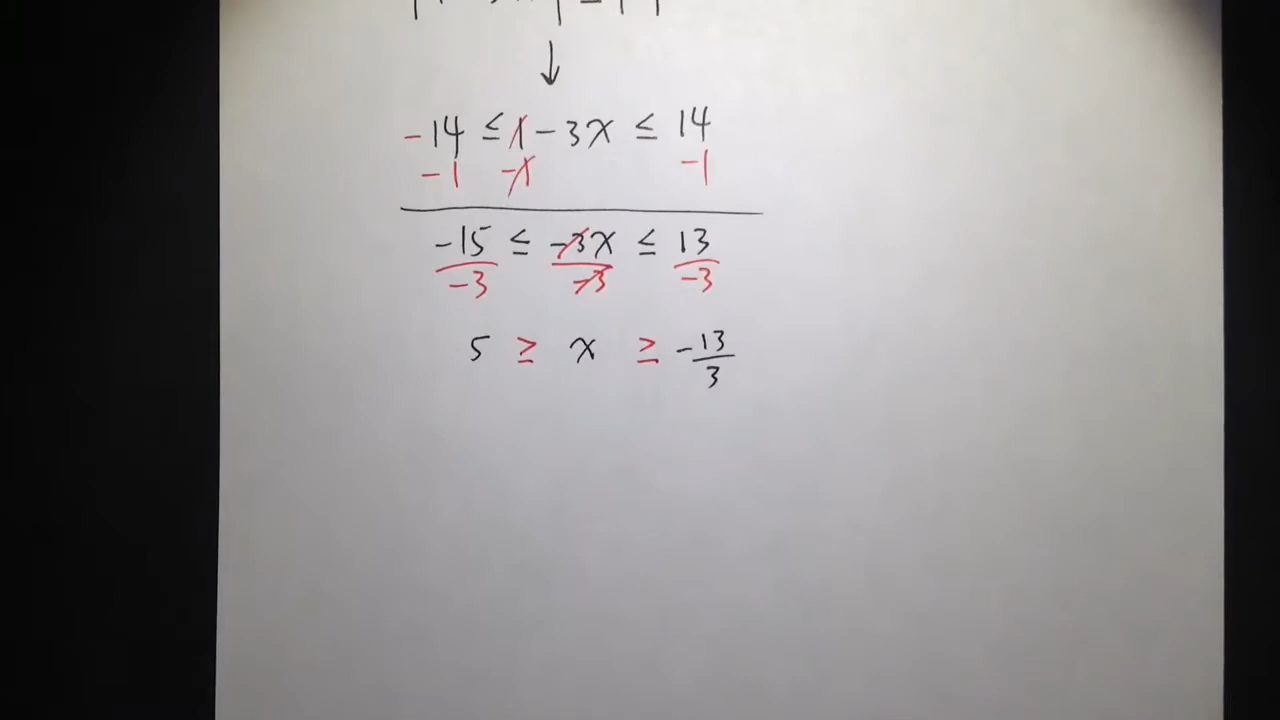 -14 ≤ 1 - 3x ≤ 14
-1 -1 -1
-15 ≤ -3x ≤ 13
-3 -3 -3
5 ≥ x ≥ -13/3